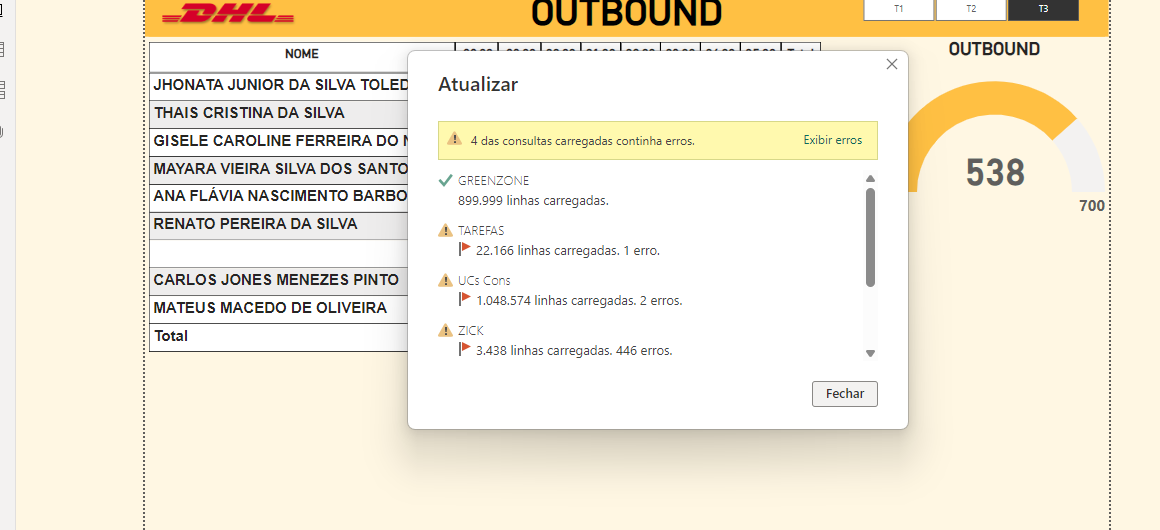 DHL
OUTBOUND
T1
T2
T3
NOME
OUTBOUND
JHONATA JUNIOR DA SILVA TOLED
THAIS CRISTINA DA SILVA
GISELE CAROLINE FERREIRA DO
MAYARA VIEIRA SILVA DOS SANTO
ANA FLÁVIA NASCIMENTO BARBO
RENATO PEREIRA DA SILVA
CARLOS JONES MENEZES PINTO
MATEUS MACEDO DE OLIVEIRA
Total
Atualizar
4 das consultas carregadas continha erros.
Exibir erros
GREENZONE
899.999 linhas carregadas.
TAREFAS
22.166 linhas carregadas. 1 erro.
UCs Cons
1.048.574 linhas carregadas. 2 erros.
ZICK
3.438 linhas carregadas. 446 erros.
Fechar
538
700